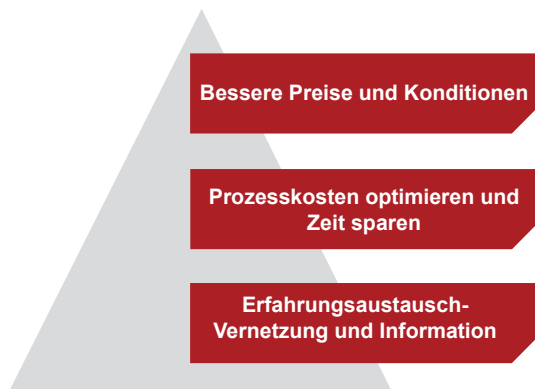 Bessere Preise und Konditionen
Prozesskosten optimieren und
Zeit sparen
Erfahrungsaustausch-
Vernetzung und Information